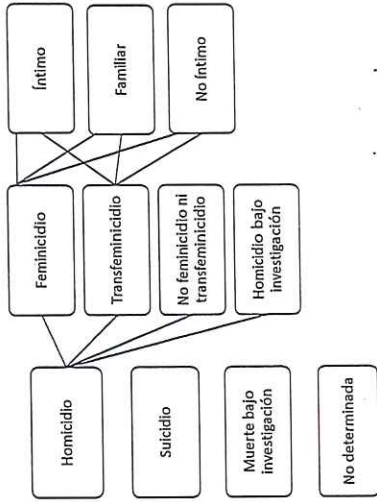 Homicidio
Suicidio
Muerte bajo
investigación
No determinada
Feminicidio
Transfeminicidio
No feminicidio ni
transfeminicidio
Homicidio bajo
investigación
Íntimo
Familiar
No Íntimo